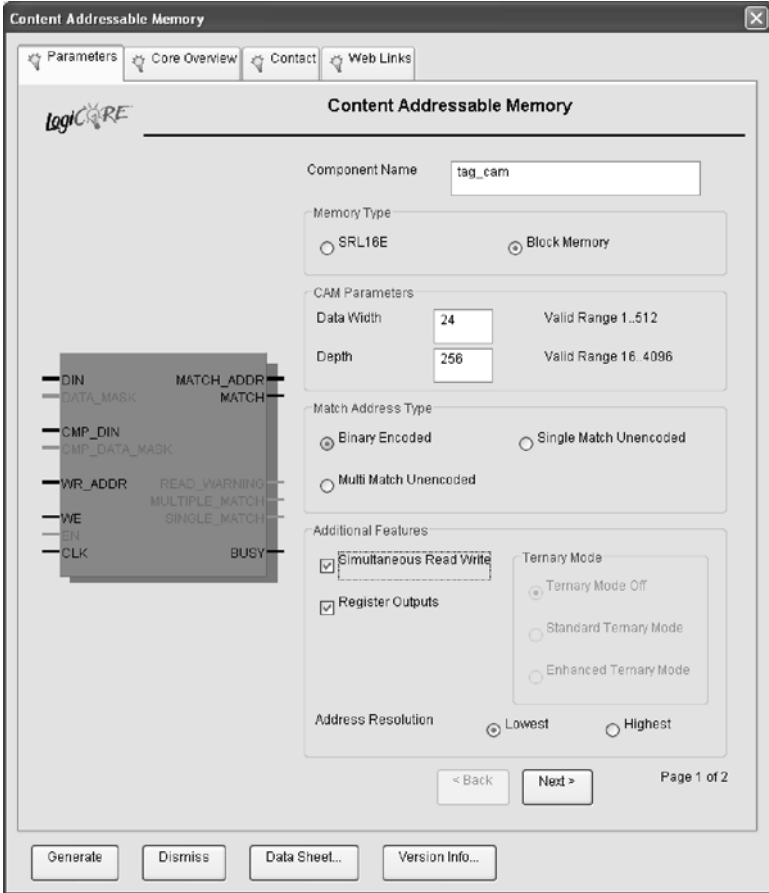 Content Addressable Memory
Parameters Core Overview Contact Web Links
LogiCORE
Content Addressable Memory
Component Name tag_cam
Memory Type
SRL16E Block Memory
CAM Parameters
Data Width 24 Valid Range 1..512
Depth 256 Valid Range 16..4096
DIN MATCH_ADDR
DATA_MASK MATCH
CMP_DIN
CMP_DATA_MASK
WR_ADDR READ_WARNING
MULTIPLE_MATCH
WE SINGLE_MATCH
EN
CLK BUSY
Match Address Type
Binary Encoded Single Match Unencoded
Multi Match Unencoded
Additional Features
Simultaneous Read Write
Register Outputs
Ternary Mode
Ternary Mode Off
Standard Ternary Mode
Enhanced Ternary Mode
Address Resolution Lowest Highest
< Back Next > Page 1 of 2
Generate Dismiss Data Sheet... Version Info...